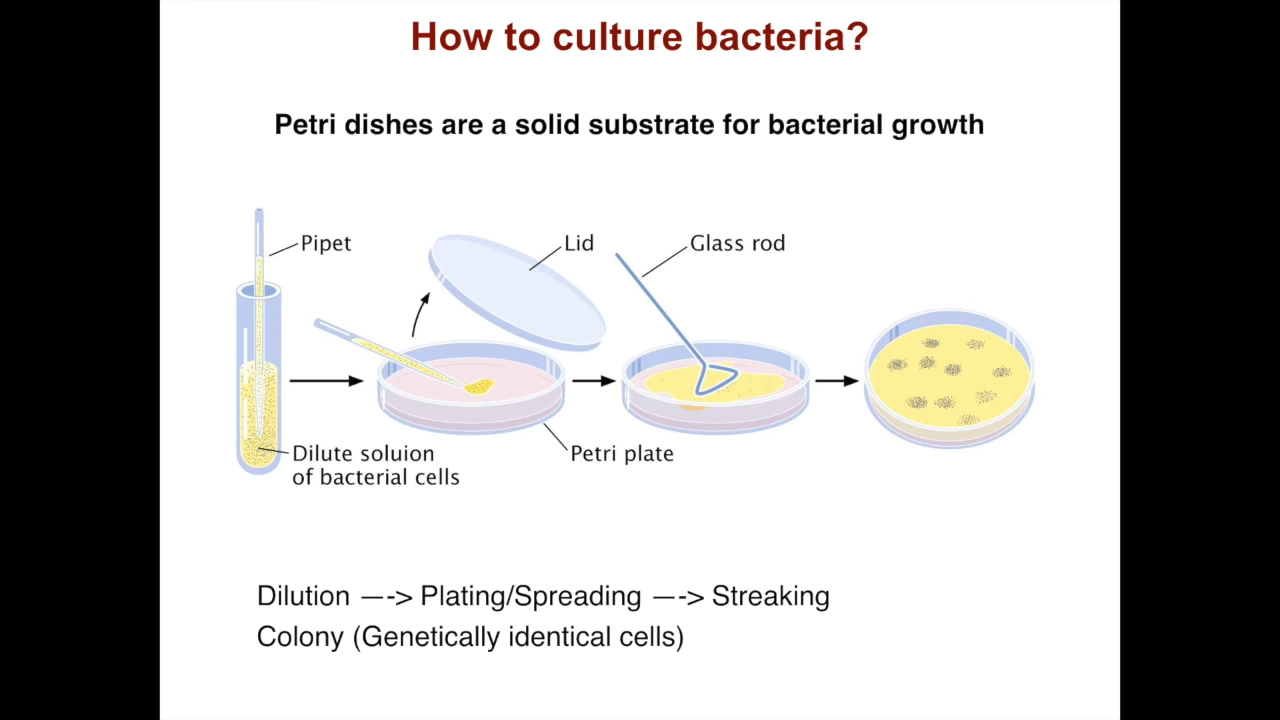 How to culture bacteria?
Petri dishes are a solid substrate for bacterial growth
Pipet
Lid
Glass rod
Dilute soluion
of bacterial cells
Petri plate
Dilution —-> Plating/Spreading —-> Streaking
Colony (Genetically identical cells)